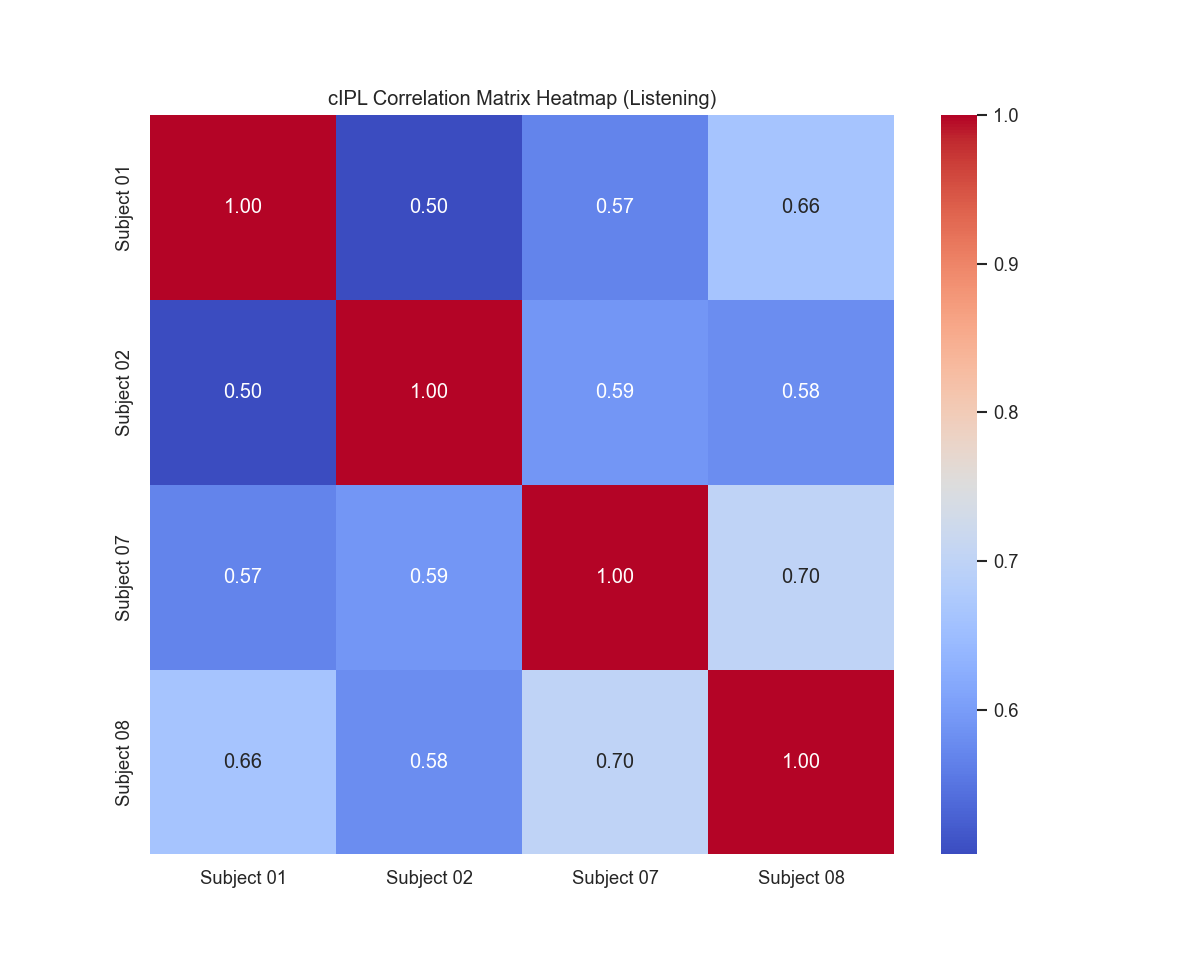 cIPL Correlation Matrix Heatmap (Listening)
Subject 01
1.00
0.50
0.57
0.66
Subject 02
0.50
1.00
0.59
0.58
Subject 07
0.57
0.59
1.00
0.70
Subject 08
0.66
0.58
0.70
1.00
Subject 01
Subject 02
Subject 07
Subject 08
1.0
0.9
0.8
0.7
0.6